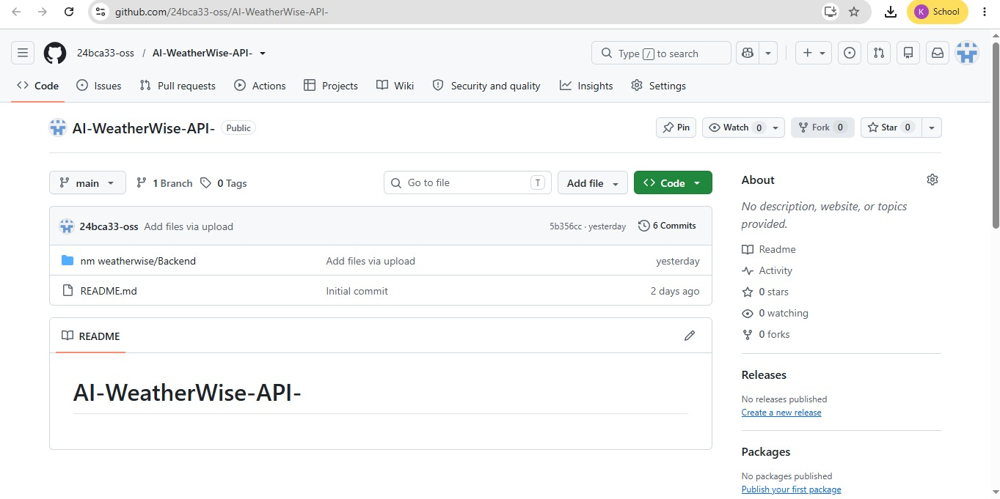 github.com/24bca33-oss/AI-WeatherWise-API-
K School
24bca33-oss / AI-WeatherWise-API-
Type / to search
Code Issues Pull requests Actions Projects Wiki Security and quality Insights Settings
AI-WeatherWise-API- Public
Pin Watch 0 Fork 0 Star 0
main 1 Branch 0 Tags Go to file T Add file Code
24bca33-oss Add files via upload 5b356cc · yesterday 6 Commits
nm weatherwise/Backend Add files via upload yesterday
README.md Initial commit 2 days ago
README
AI-WeatherWise-API-
About
No description, website, or topics
provided.
Readme
Activity
0 stars
0 watching
0 forks
Releases
No releases published
Create a new release
Packages
No packages published
Publish your first package